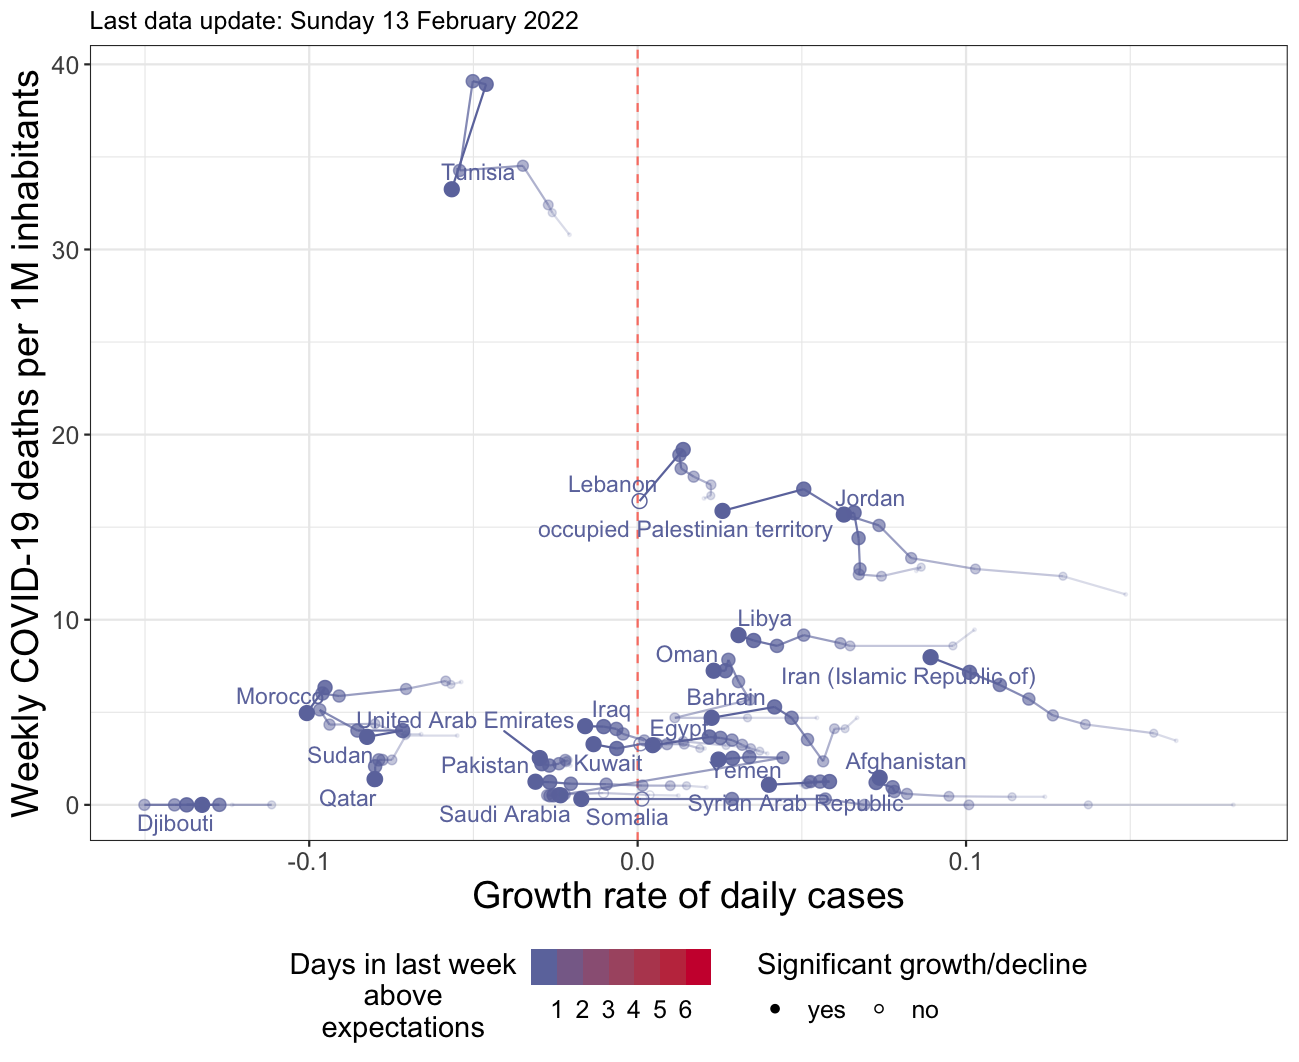 Last data update: Sunday 13 February 2022
Weekly COVID-19 deaths per 1M inhabitants
40
30
20
10
0
Tunisia
Lebanon
Jordan
occupied Palestinian territory
Libya
Oman
Iran (Islamic Republic of)
Morocco
Bahrain
United Arab Emirates
Iraq
Egypt
Sudan
Pakistan
Kuwait
Yemen
Afghanistan
Qatar
Syrian Arab Republic
Saudi Arabia
Somalia
Djibouti
-0.1
0.0
0.1
Growth rate of daily cases
Days in last week
above
expectations
1 2 3 4 5 6
Significant growth/decline
yes
no